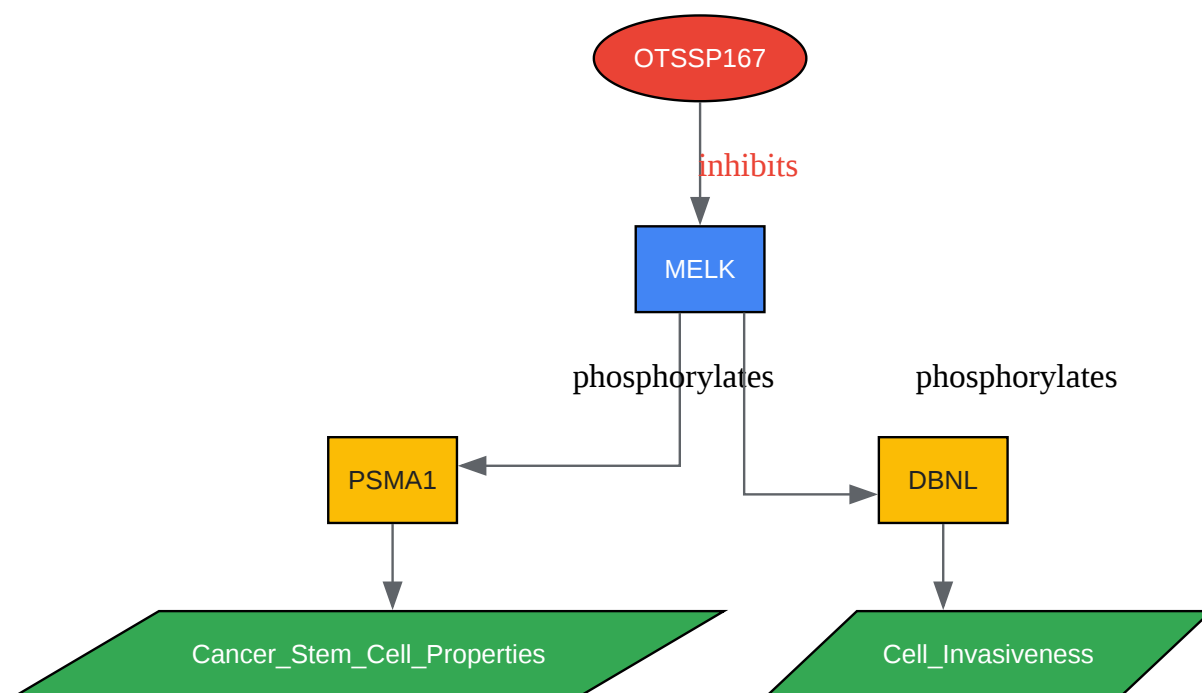 OTSSP167
inhibits
MELK
phosphorylates
phosphorylates
PSMA1
DBNL
Cancer_Stem_Cell_Properties
Cell_Invasiveness